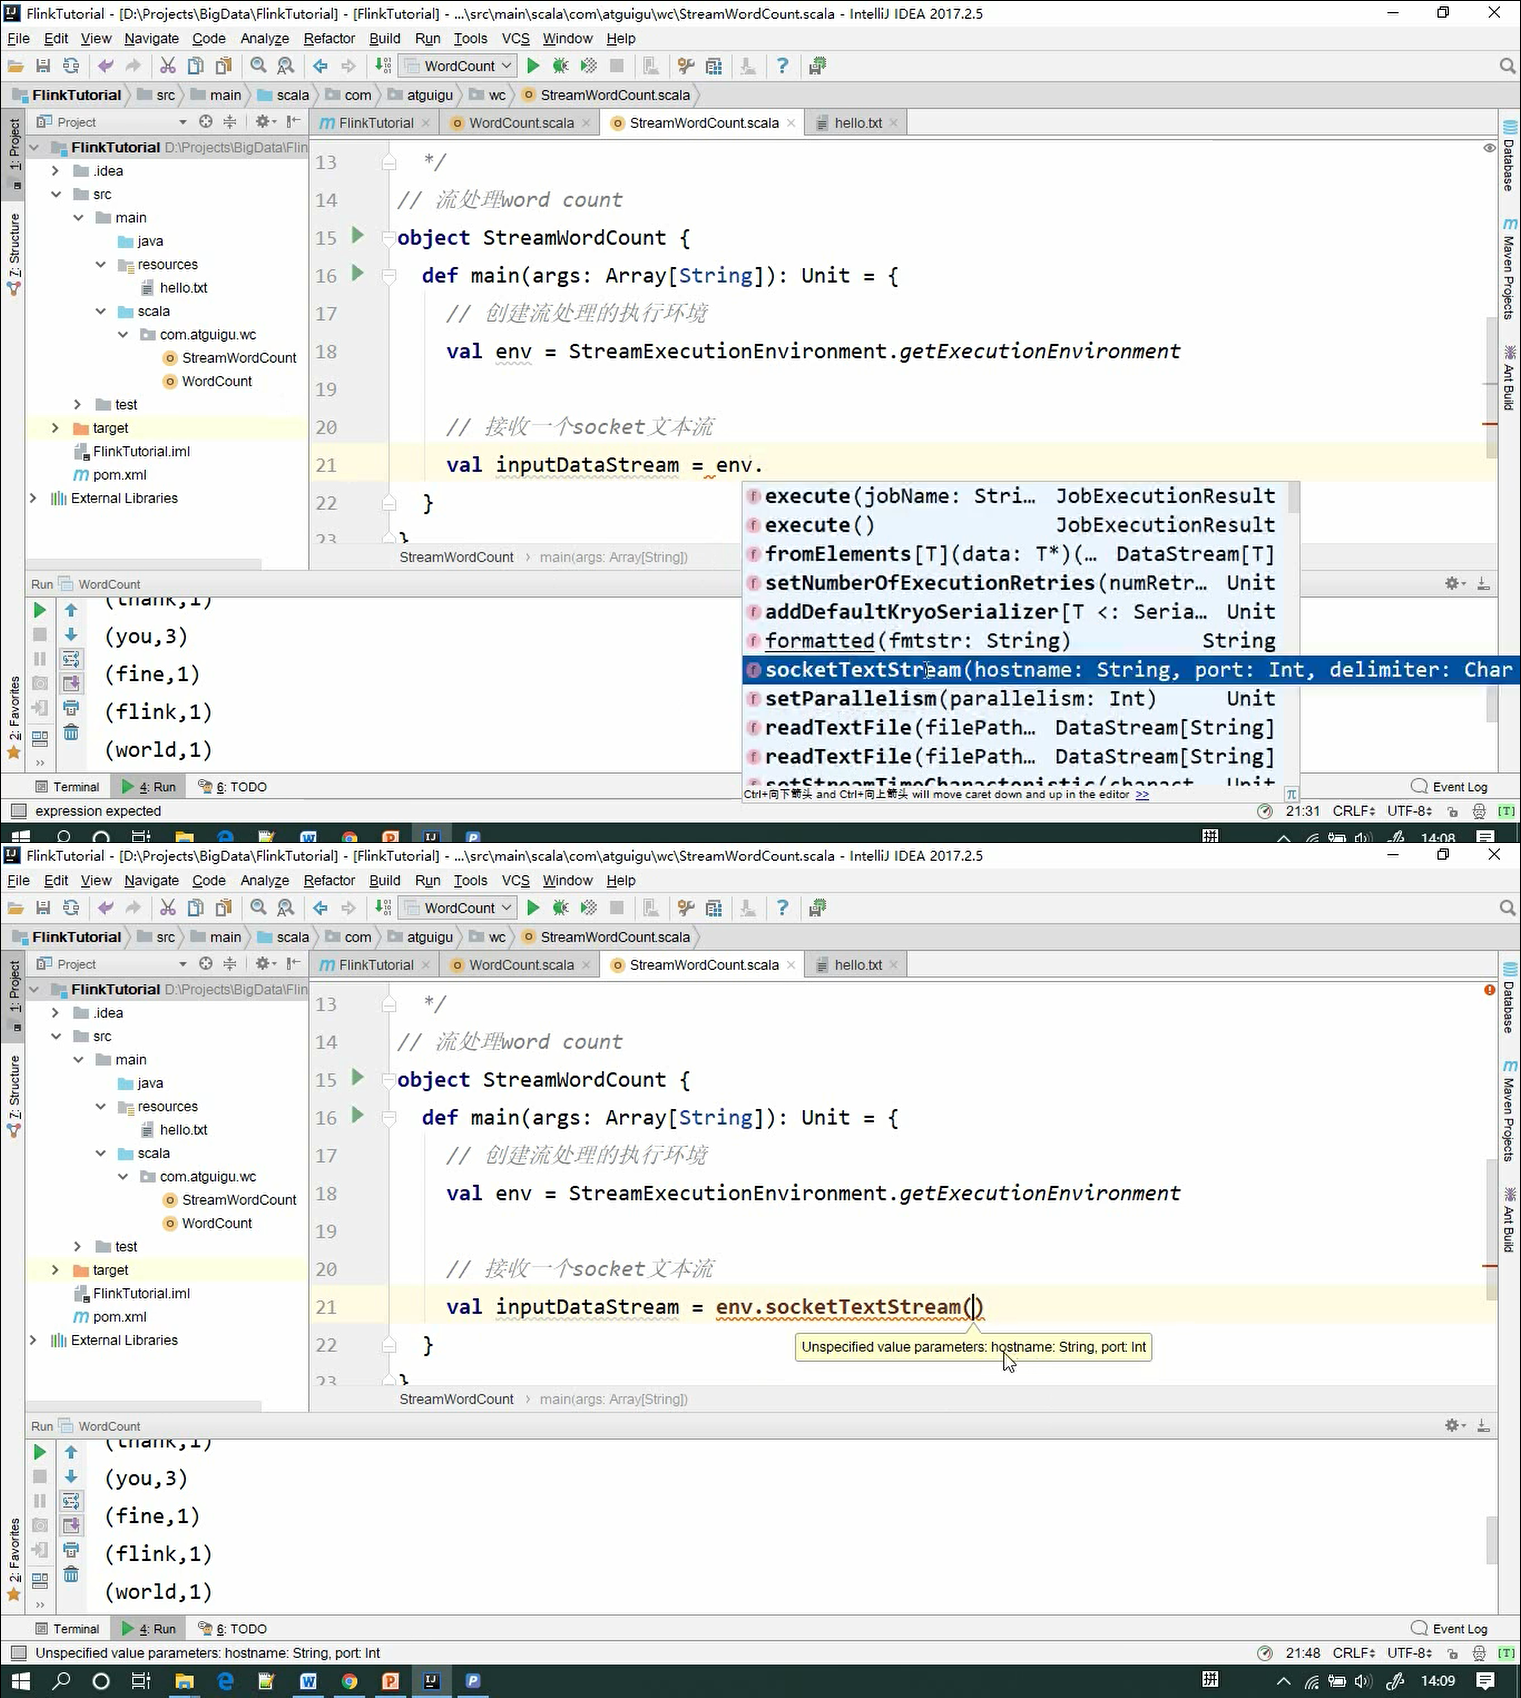 FlinkTutorial - [D:\Projects\BigData\FlinkTutorial] - [FlinkTutorial] - ...\src\main\scala\com\atguigu\wc\StreamWordCount.scala - IntelliJ IDEA 2017.2.5
File Edit View Navigate Code Analyze Refactor Build Run Tools VCS Window Help
WordCount
FlinkTutorial src main scala com atguigu wc StreamWordCount.scala
Project FlinkTutorial WordCount.scala StreamWordCount.scala hello.txt
1: Project
7: Structure
2: Favorites
FlinkTutorial D:\Projects\BigData\Flin
.idea
src
main
java
resources
hello.txt
scala
com.atguigu.wc
StreamWordCount
WordCount
test
target
FlinkTutorial.iml
pom.xml
External Libraries
13 */
14 // 流处理word count
15 object StreamWordCount {
16 def main(args: Array[String]): Unit = {
17 // 创建流处理的执行环境
18 val env = StreamExecutionEnvironment.getExecutionEnvironment
19
20 // 接收一个socket文本流
21 val inputDataStream = env.
22 }
23 }
execute(jobName: Stri... JobExecutionResult
execute() JobExecutionResult
fromElements[T](data: T*)(... DataStream[T]
setNumberOfExecutionRetries(numRetr... Unit
addDefaultKryoSerializer[T <: Seria... Unit
formatted(fmtstr: String) String
socketTextStream(hostname: String, port: Int, delimiter: Char
setParallelism(parallelism: Int) Unit
readTextFile(filePath... DataStream[String]
readTextFile(filePath... DataStream[String]
setStreamTimeCharacteristic(charact... Unit
Ctrl+向下箭头 and Ctrl+向上箭头 will move caret down and up in the editor >>
π
StreamWordCount › main(args: Array[String])
Database
Maven Projects
Ant Build
Run WordCount
(thank,1)
(you,3)
(fine,1)
(flink,1)
(world,1)
Terminal 4: Run 6: TODO Event Log
expression expected 21:31 CRLF UTF-8 [T]
拼 14:08
FlinkTutorial - [D:\Projects\BigData\FlinkTutorial] - [FlinkTutorial] - ...\src\main\scala\com\atguigu\wc\StreamWordCount.scala - IntelliJ IDEA 2017.2.5
File Edit View Navigate Code Analyze Refactor Build Run Tools VCS Window Help
WordCount
FlinkTutorial src main scala com atguigu wc StreamWordCount.scala
Project FlinkTutorial WordCount.scala StreamWordCount.scala hello.txt
1: Project
7: Structure
2: Favorites
FlinkTutorial D:\Projects\BigData\Flin
.idea
src
main
java
resources
hello.txt
scala
com.atguigu.wc
StreamWordCount
WordCount
test
target
FlinkTutorial.iml
pom.xml
External Libraries
13 */
14 // 流处理word count
15 object StreamWordCount {
16 def main(args: Array[String]): Unit = {
17 // 创建流处理的执行环境
18 val env = StreamExecutionEnvironment.getExecutionEnvironment
19
20 // 接收一个socket文本流
21 val inputDataStream = env.socketTextStream()
Unspecified value parameters: hostname: String, port: Int
22 }
23 }
StreamWordCount › main(args: Array[String])
Database
Maven Projects
Ant Build
Run WordCount
(thank,1)
(you,3)
(fine,1)
(flink,1)
(world,1)
Terminal 4: Run 6: TODO Event Log
Unspecified value parameters: hostname: String, port: Int 21:48 CRLF UTF-8 [T]
拼 14:09